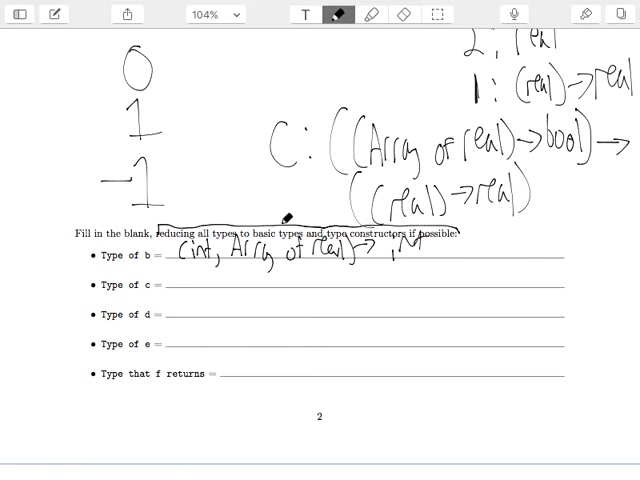 104%
T
0
2: real
1
1: (real) → real
C: ((Array of real) → bool) →
-1
((real) → real)
Fill in the blank, reducing all types to basic types and type constructors if possible:
• Type of b = (int, Array of real) → int
• Type of c =
• Type of d =
• Type of e =
• Type that f returns =
2